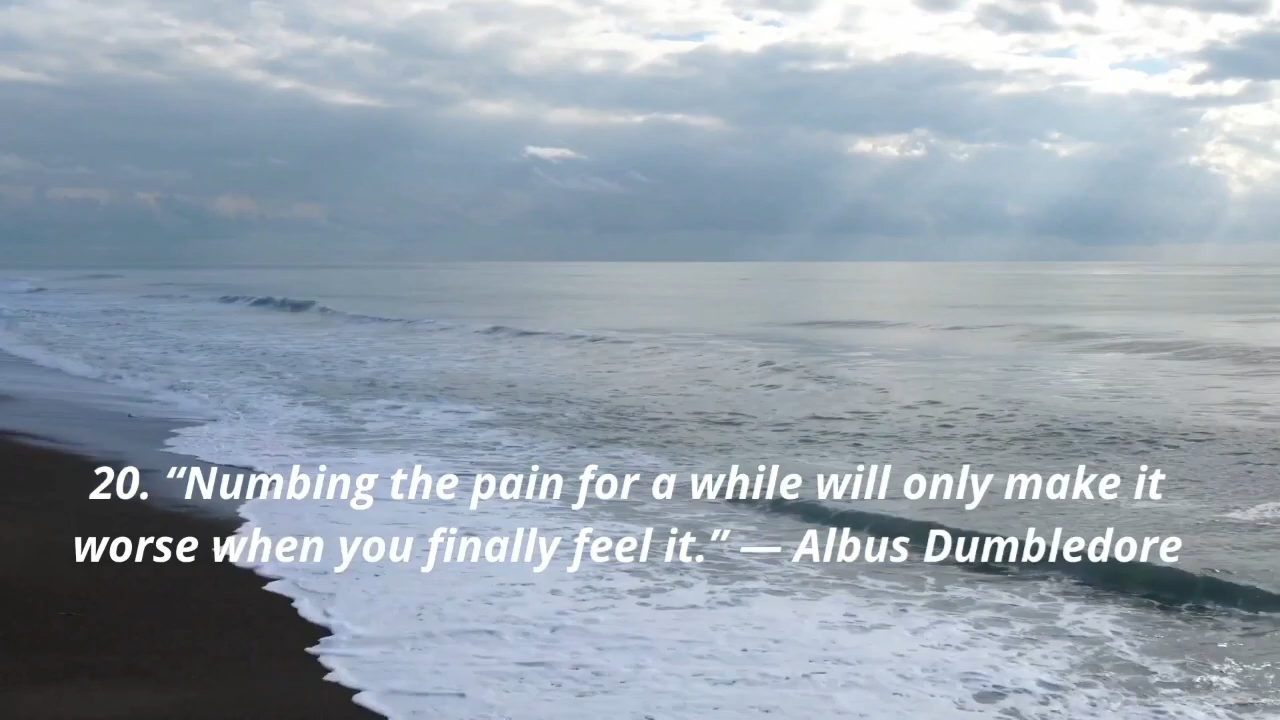 20. “Numbing the pain for a while will only make it
worse when you finally feel it.” — Albus Dumbledore